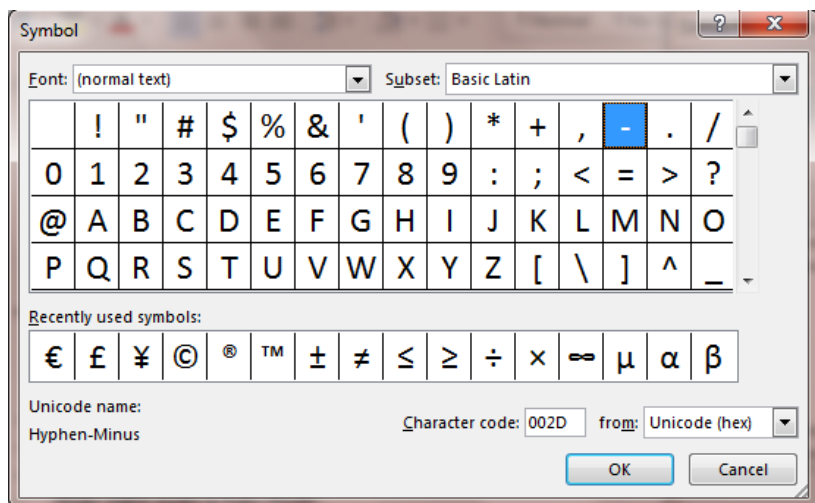 Symbol
Font: (normal text) Subset: Basic Latin
! " # $ % & ' ( ) * + , - . /
0 1 2 3 4 5 6 7 8 9 : ; < = > ?
@ A B C D E F G H I J K L M N O
P Q R S T U V W X Y Z [ \ ] ^ _
Recently used symbols:
€ £ ¥ © ® ™ ± ≠ ≤ ≥ ÷ × ∞ µ α β
Unicode name:
Hyphen-Minus
Character code: 002D from: Unicode (hex)
OK Cancel